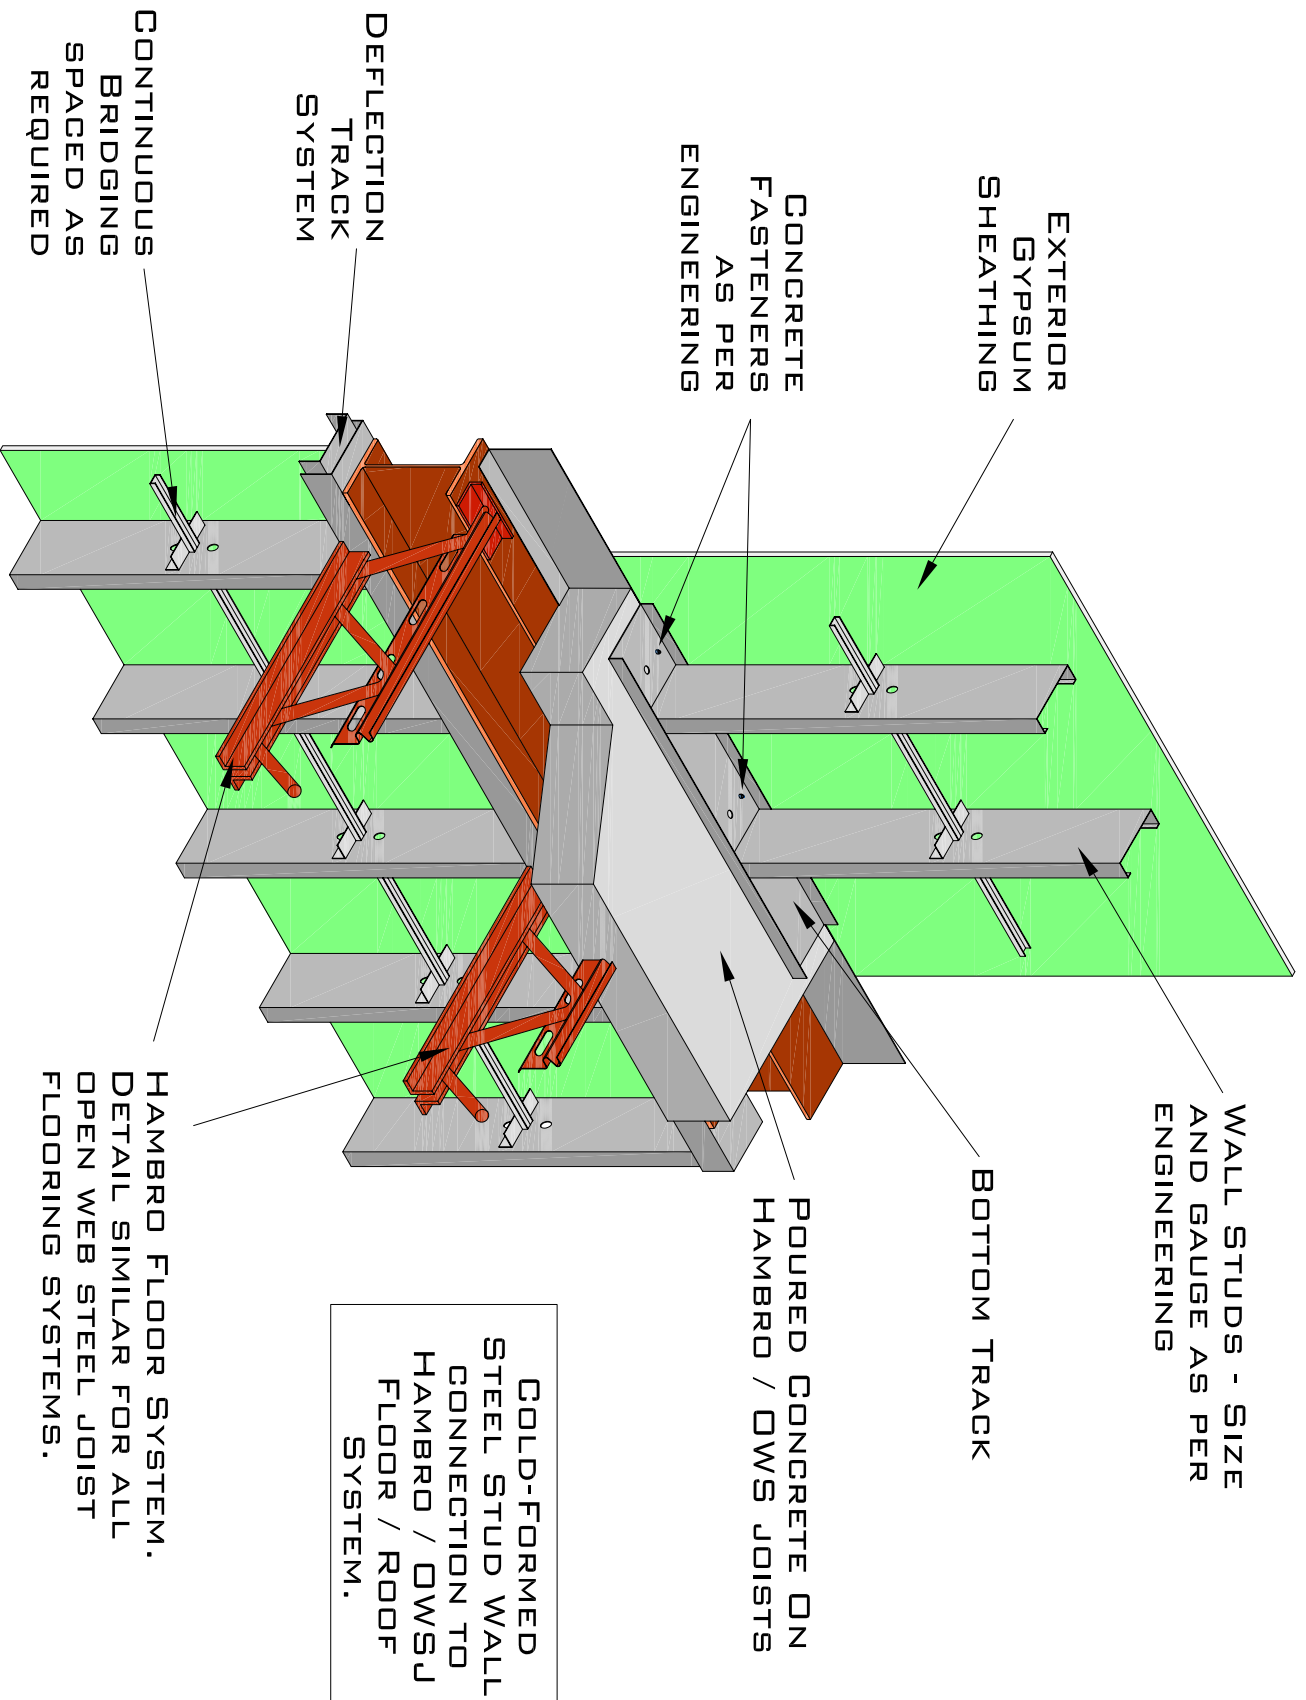 Exterior
Gypsum
Sheathing
Concrete
Fasteners
as per
engineering
Deflection
Track
System
Continuous
Bridging
spaced as
required
Wall Studs - Size
and gauge as per
engineering
Bottom Track
Poured Concrete On
Hambro / OWS joists
Cold-Formed
Steel Stud Wall
connection to
Hambro / OWSJ
Floor / Roof
System.
Hambro Floor System.
Detail similar for all
open web steel joist
flooring systems.